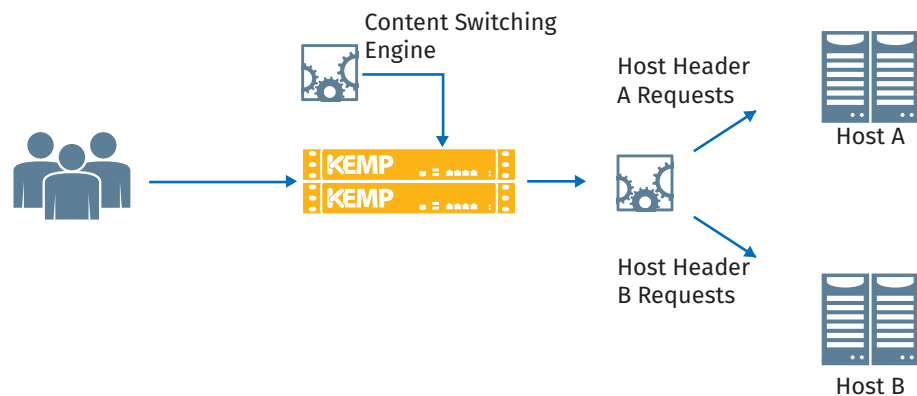 Content Switching
Engine
Host Header
A Requests
Host A
KEMP
KEMP
Host Header
B Requests
Host B